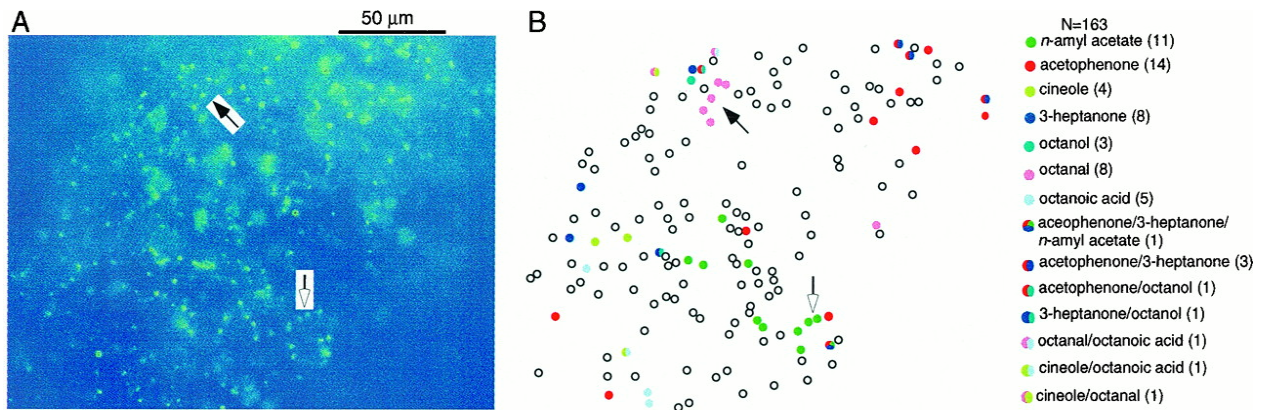 A
50 µm
B
N=163
n-amyl acetate (11)
acetophenone (14)
cineole (4)
3-heptanone (8)
octanol (3)
octanal (8)
octanoic acid (5)
aceophenone/3-heptanone/
n-amyl acetate (1)
acetophenone/3-heptanone (3)
acetophenone/octanol (1)
3-heptanone/octanol (1)
octanal/octanoic acid (1)
cineole/octanoic acid (1)
cineole/octanal (1)